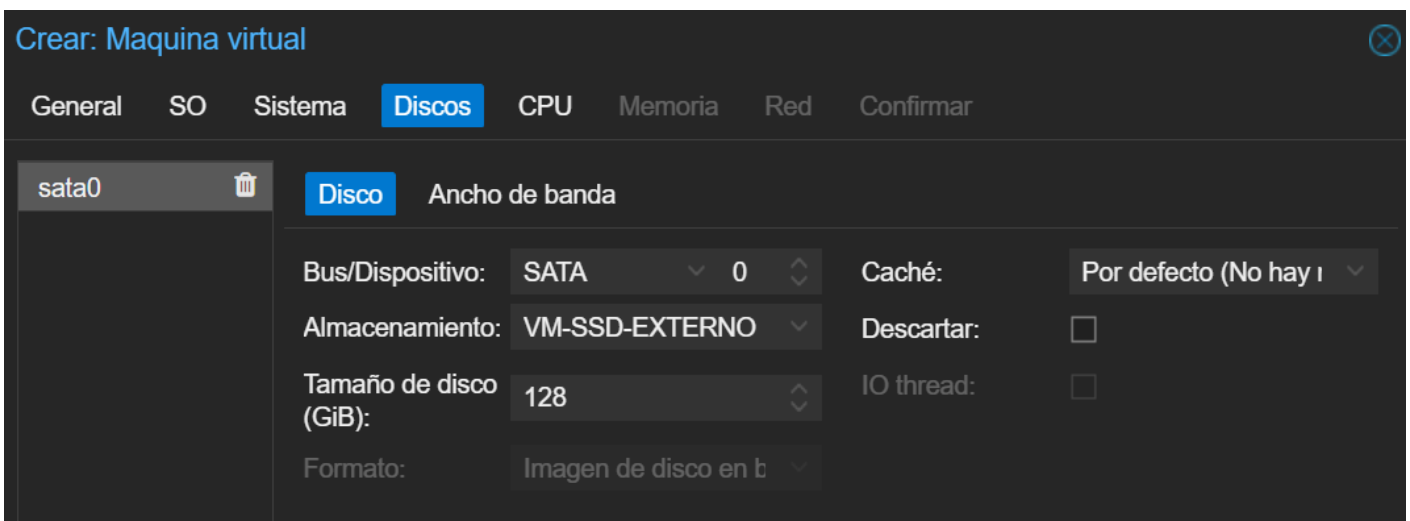 Crear: Maquina virtual
General SO Sistema Discos CPU Memoria Red Confirmar
sata0
Disco Ancho de banda
Bus/Dispositivo: SATA 0 Caché: Por defecto (No hay
Almacenamiento: VM-SSD-EXTERNO Descartar:
Tamaño de disco (GiB): 128 IO thread:
Formato: Imagen de disco en